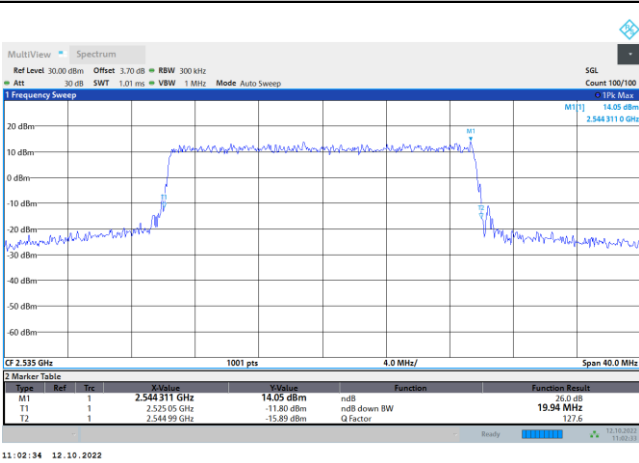 MultiView Spectrum
Ref Level 30.00 dBm Offset 3.70 dB RBW 300 kHz SGL
Att 30 dB SWT 1.01 ms VBW 1 MHz Mode Auto Sweep Count 100/100
1 Frequency Sweep 1Pk Max
M1[1] 14.05 dBm
2.544 311 0 GHz
M1
20 dBm
10 dBm
0 dBm
-10 dBm
-20 dBm
-30 dBm
-40 dBm
-50 dBm
-60 dBm
CF 2.535 GHz 1001 pts 4.0 MHz/ Span 40.0 MHz
2 Marker Table
Type Ref Trc X-Value Y-Value Function Function Result
M1 1 2.544 311 GHz 14.05 dBm ndB 26.0 dB
T1 1 2.525 05 GHz -11.80 dBm ndB down BW 19.94 MHz
T2 1 2.544 99 GHz -15.89 dBm Q Factor 127.6
Ready 12.10.2022
11:02:33
11:02:34 12.10.2022